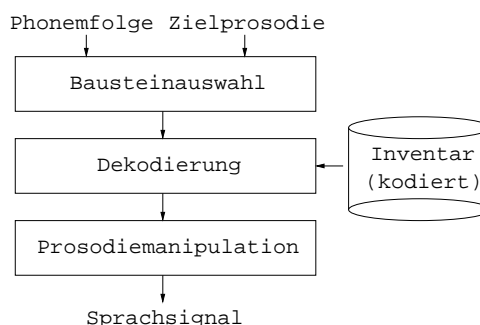 Phonemfolge Zielprosodie
Bausteinauswahl
Dekodierung
Inventar
(kodiert)
Prosodiemanipulation
Sprachsignal